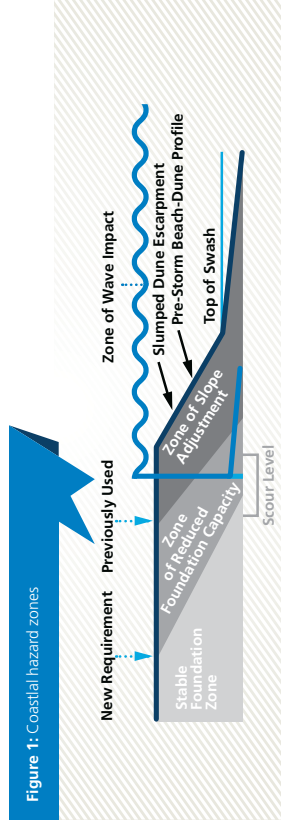 Figure 1: Coastlal hazard zones
New Requirement
Previously Used
Zone of Wave Impact
Slumped Dune Escarpment
Pre-Storm Beach-Dune Profile
Top of Swash
Stable
Foundation
Zone
Zone
of Reduced
Foundation Capacity
Zone of Slope
Adjustment
Scour Level